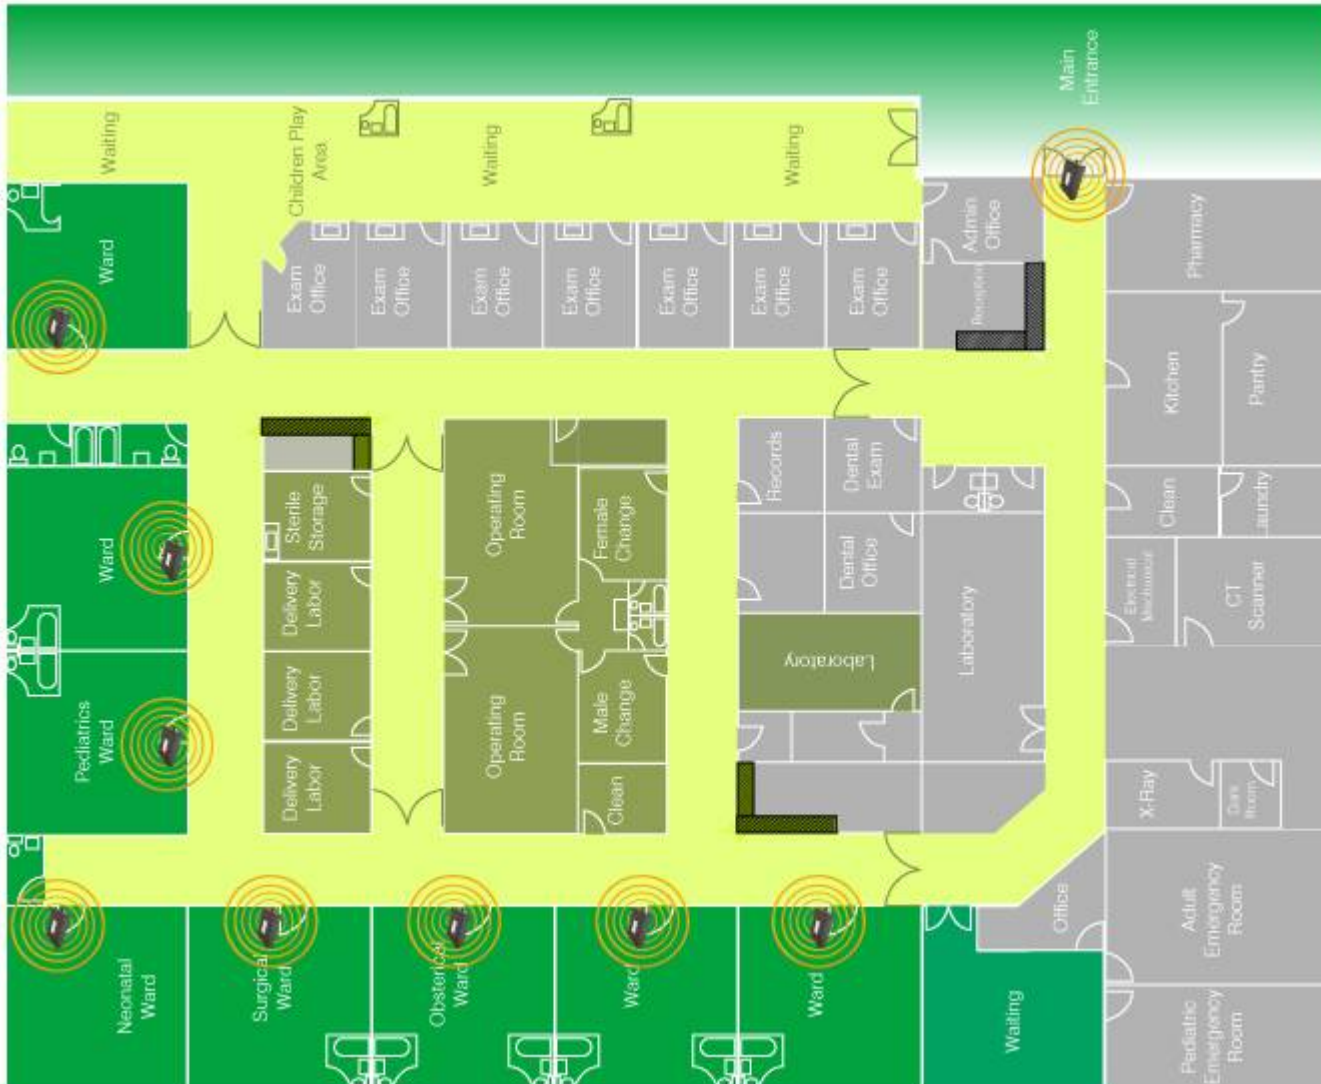 Main
Entrance
Waiting
Children Play
Area
Waiting
Waiting
Ward
Exam
Office
Exam
Office
Exam
Office
Exam
Office
Exam
Office
Exam
Office
Exam
Office
Admin
Office
Reception
Pharmacy
Kitchen
Pantry
Ward
Sterile
Storage
Operating
Room
Female
Change
Records
Dental
Exam
Clean
aundry
Delivery
Labor
Dental
Office
Electrical
Mechanical
CT
Scanner
Laboratory
Laboratory
Pediatrics
Ward
Delivery
Labor
Operating
Room
Male
Change
Delivery
Labor
Clean
X-Ray
Dark
Room
Neonatal
Ward
Surgical
Ward
Obsterical
Ward
Ward
Ward
Office
Adult
Emergency
Room
Waiting
Pediatric
Emergency
Room